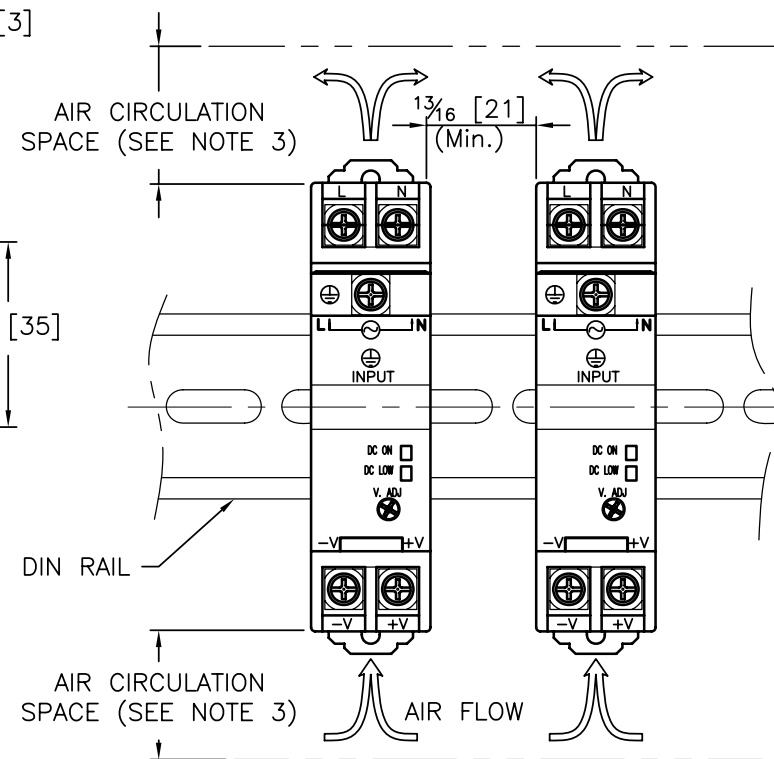 [3]
AIR CIRCULATION
SPACE (SEE NOTE 3)
13/16 [21]
(Min.)
L N
L N
[35]
L N
L N
INPUT
INPUT
DC ON
DC LOW
V. ADJ
DC ON
DC LOW
V. ADJ
-V +V
-V +V
DIN RAIL
-V +V
-V +V
AIR CIRCULATION
SPACE (SEE NOTE 3)
AIR FLOW